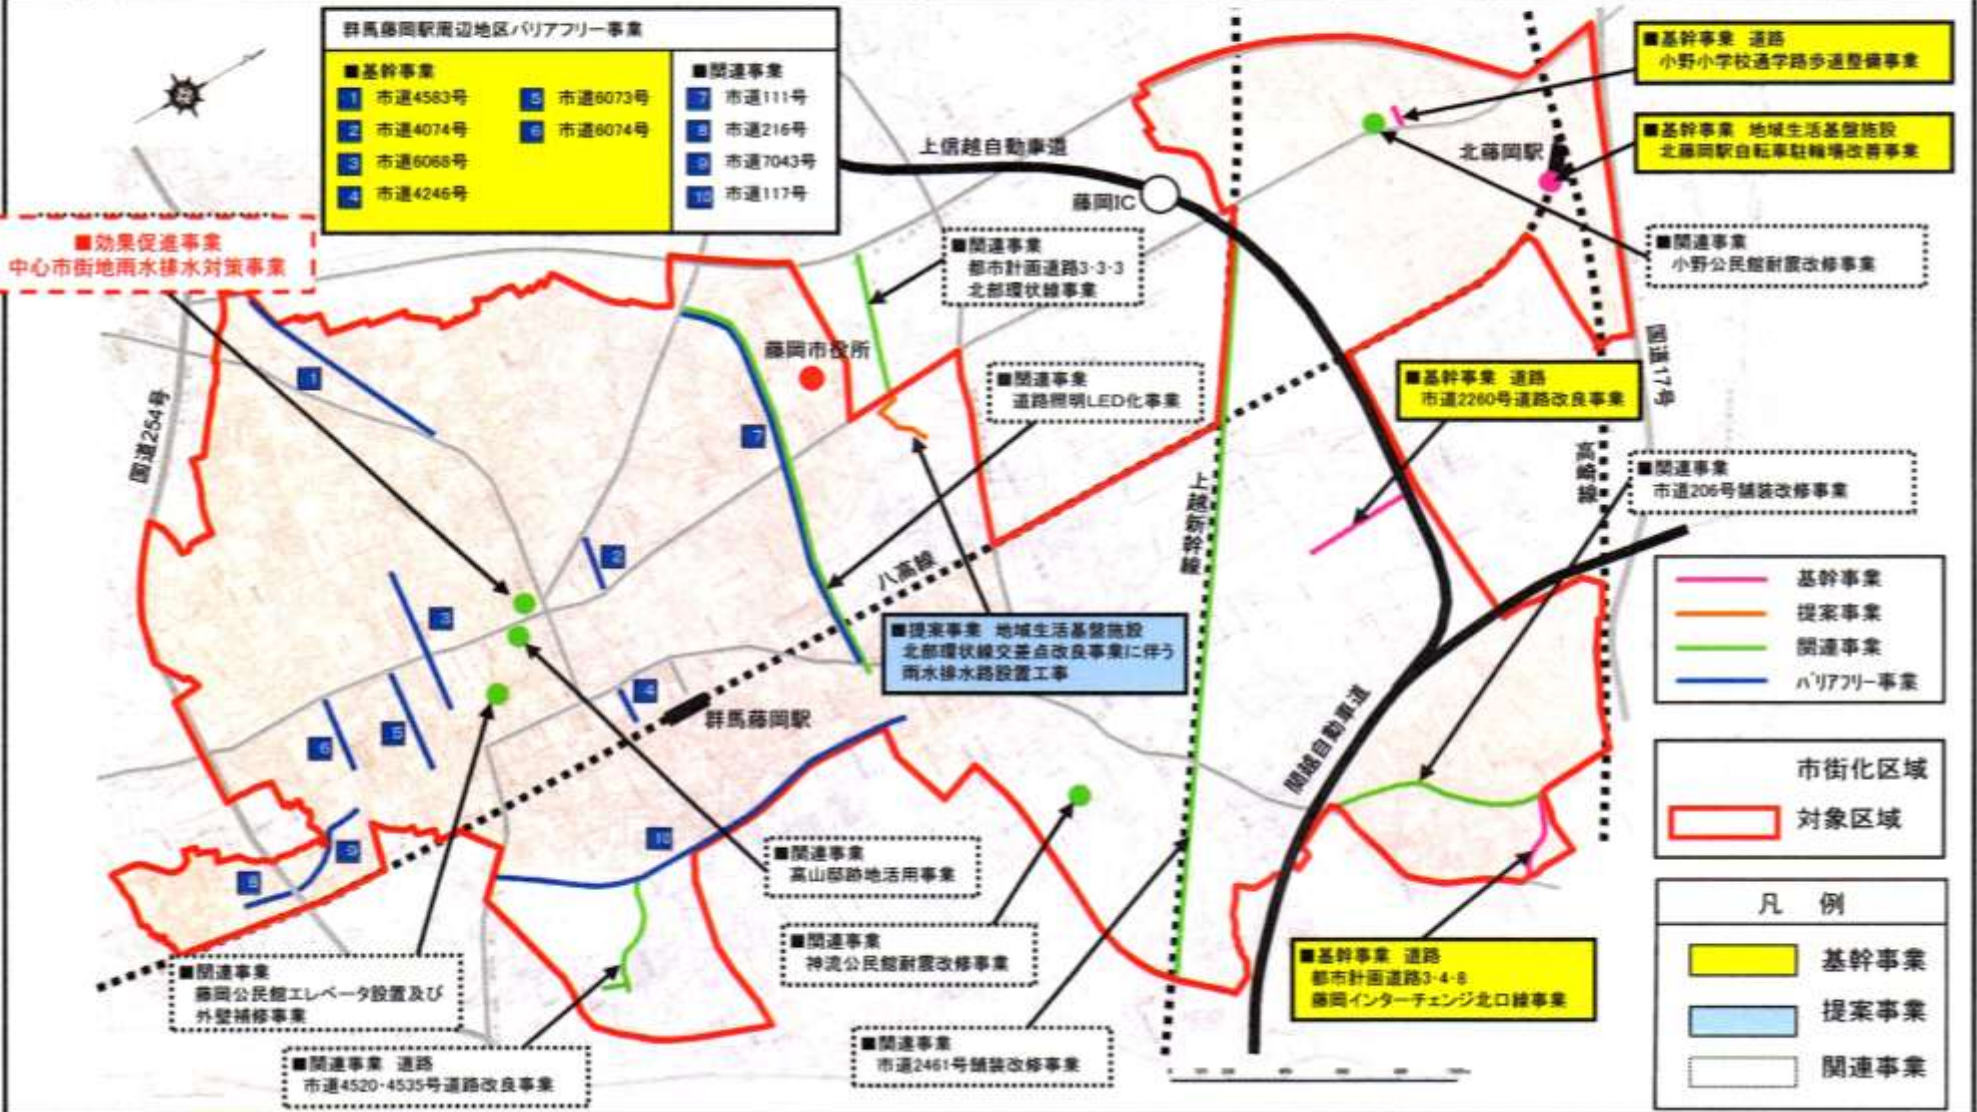 群馬藤岡駅周辺地区バリアフリー事業
■基幹事業
1 市道4583号
2 市道4074号
3 市道6068号
4 市道4246号
5 市道6073号
6 市道6074号
■関連事業
7 市道111号
8 市道216号
9 市道7043号
10 市道117号
■効果促進事業
中心市街地雨水排水対策事業
上信越自動車道
藤岡IC
■基幹事業 道路
小野小学校通学路歩道整備事業
北藤岡駅
■基幹事業 地域生活基盤施設
北藤岡駅自転車駐輪場改善事業
■関連事業
小野公民館耐震改修事業
■関連事業
都市計画道路3・3・3
北部環状線事業
藤岡市役所
■関連事業
道路照明LED化事業
国道17号
■基幹事業 道路
市道2260号道路改良事業
国道254号
高崎線
■関連事業
市道206号舗装改修事業
上越新幹線
八高線
1
2
3
4
5
6
7
8
9
10
■提案事業 地域生活基盤施設
北部環状線交差点改良事業に伴う
雨水排水路設置工事
群馬藤岡駅
関越自動車道
基幹事業
提案事業
関連事業
バリアフリー事業
市街化区域
対象区域
■関連事業
高山邸跡地活用事業
■関連事業
神流公民館耐震改修事業
■関連事業
藤岡公民館エレベータ設置及び
外壁補修事業
■関連事業 道路
市道4520・4535号道路改良事業
■関連事業
市道2461号舗装改修事業
■基幹事業 道路
都市計画道路3・4・8
藤岡インターチェンジ北口線事業
凡 例
基幹事業
提案事業
関連事業